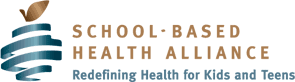 SCHOOL-BASED
HEALTH ALLIANCE
Redefining Health for Kids and Teens